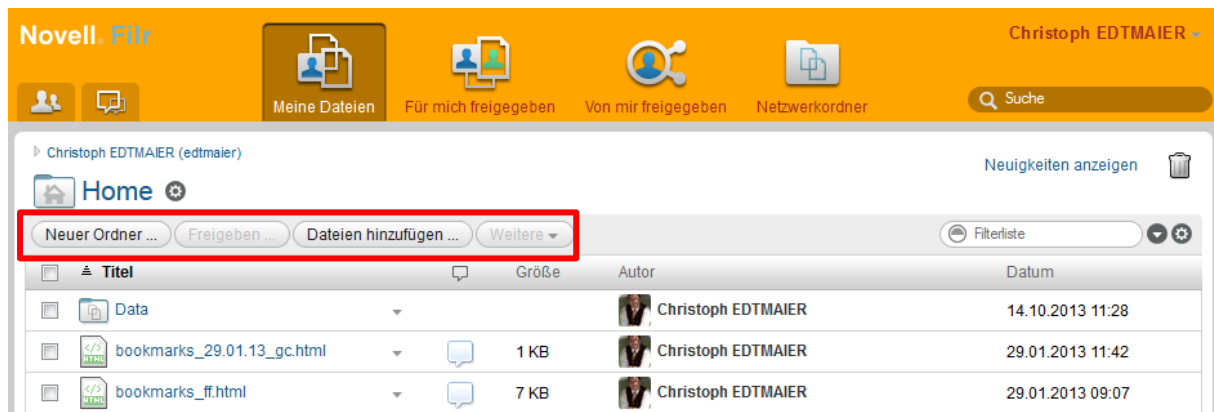 Novell. Filr
Christoph EDTMAIER
Meine Dateien
Für mich freigegeben
Von mir freigegeben
Netzwerkordner
Suche
Christoph EDTMAIER (edtmaier)
Neuigkeiten anzeigen
Home
Neuer Ordner ... Freigeben ... Dateien hinzufügen ... Weitere
Filterliste
Titel Größe Autor Datum
Data Christoph EDTMAIER 14.10.2013 11:28
HTML bookmarks_29.01.13_gc.html 1 KB Christoph EDTMAIER 29.01.2013 11:42
HTML bookmarks_ff.html 7 KB Christoph EDTMAIER 29.01.2013 09:07